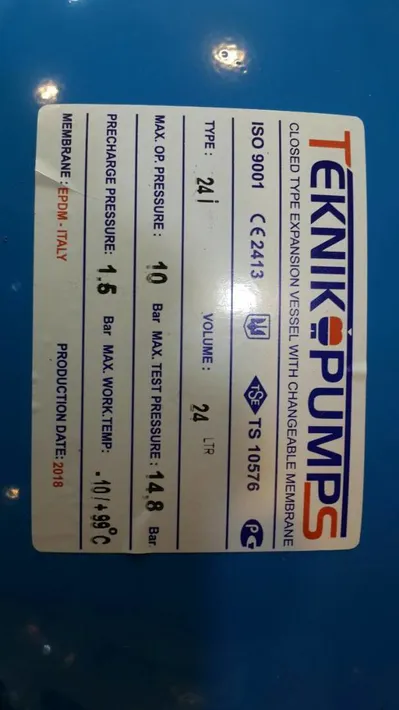 TEKNIK PUMPS
CLOSED TYPE EXPANSION VESSEL WITH CHANGEABLE MEMBRANE
ISO 9001 CE 2413 TSE TS 10576 PG
TYPE : 24 i VOLUME : 24 LTR
MAX. OP. PRESSURE : 10 Bar MAX. TEST PRESSURE : 14,8 Bar.
PRECHARGE PRESSURE: 1,5 Bar MAX. WORK.TEMP: -10/+99°C
MEMBRANE : EPDM - ITALY PRODUCTION DATE: 2018